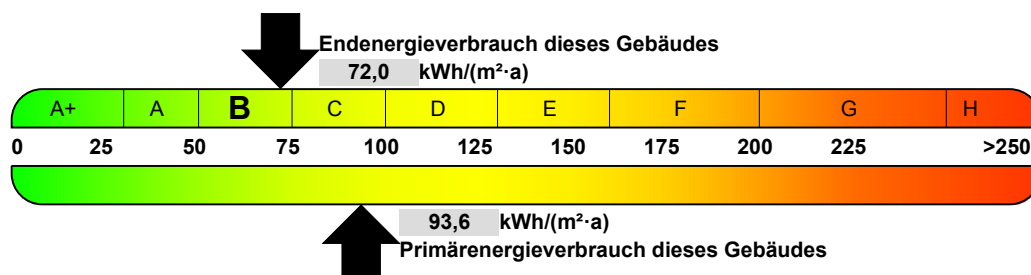 Endenergieverbrauch dieses Gebäudes
72,0 kWh/(m²·a)
A+ A B C D E F G H
0 25 50 75 100 125 150 175 200 225 >250
93,6 kWh/(m²·a)
Primärenergieverbrauch dieses Gebäudes